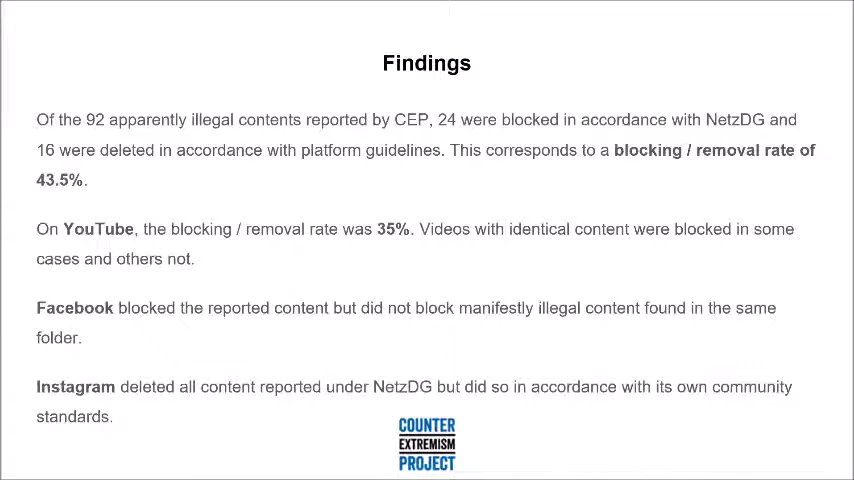 Findings
Of the 92 apparently illegal contents reported by CEP, 24 were blocked in accordance with NetzDG and
16 were deleted in accordance with platform guidelines. This corresponds to a blocking / removal rate of
43.5%.
On YouTube, the blocking / removal rate was 35%. Videos with identical content were blocked in some
cases and others not.
Facebook blocked the reported content but did not block manifestly illegal content found in the same
folder.
Instagram deleted all content reported under NetzDG but did so in accordance with its own community
standards.
COUNTER
EXTREMISM
PROJECT